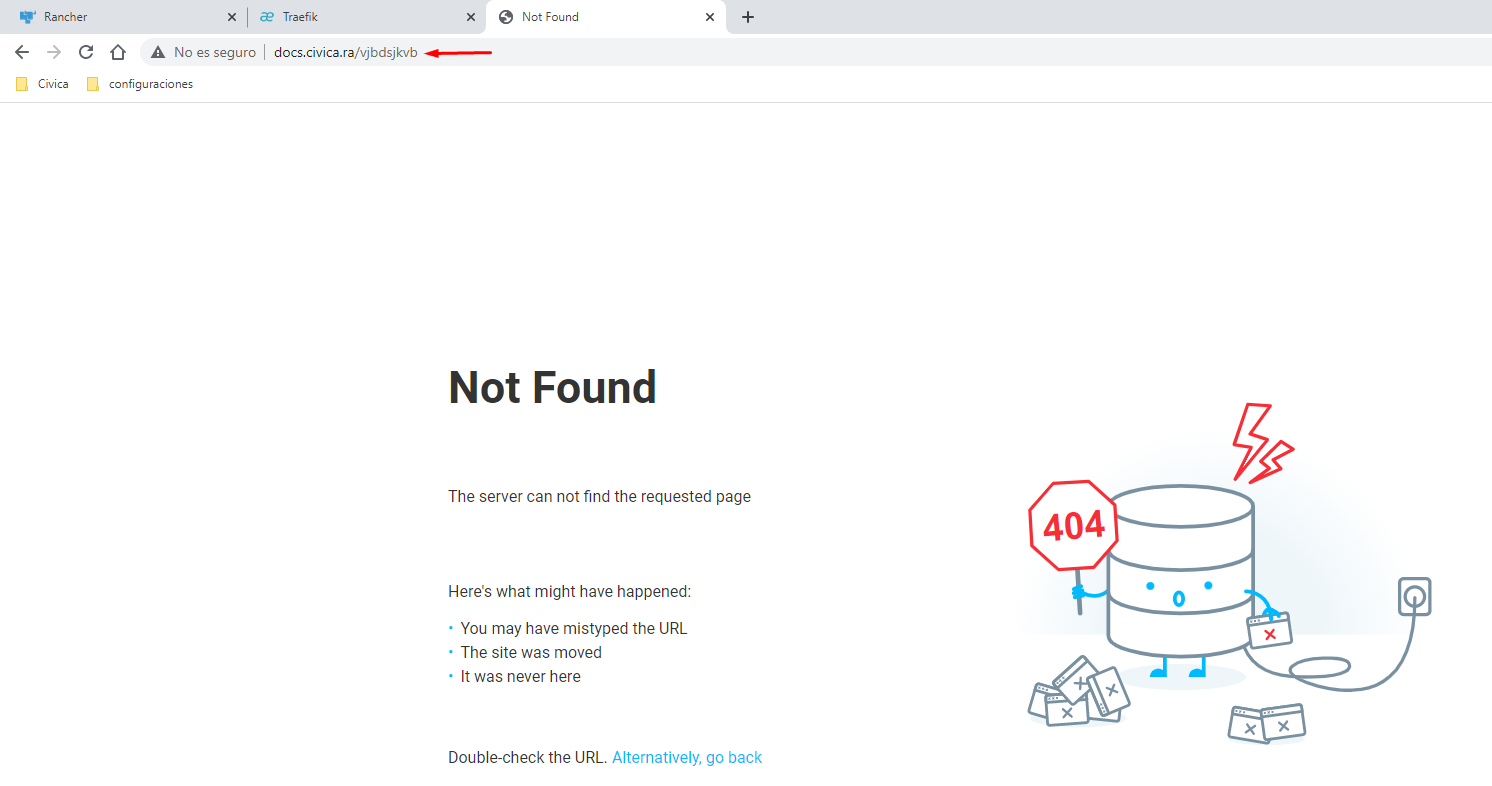 Rancher
Traefik
Not Found
No es seguro docs.civica.ra/vjbdsjkvb
Civica configuraciones
Not Found
The server can not find the requested page
Here's what might have happened:
• You may have mistyped the URL
• The site was moved
• It was never here
Double-check the URL. Alternatively, go back
404